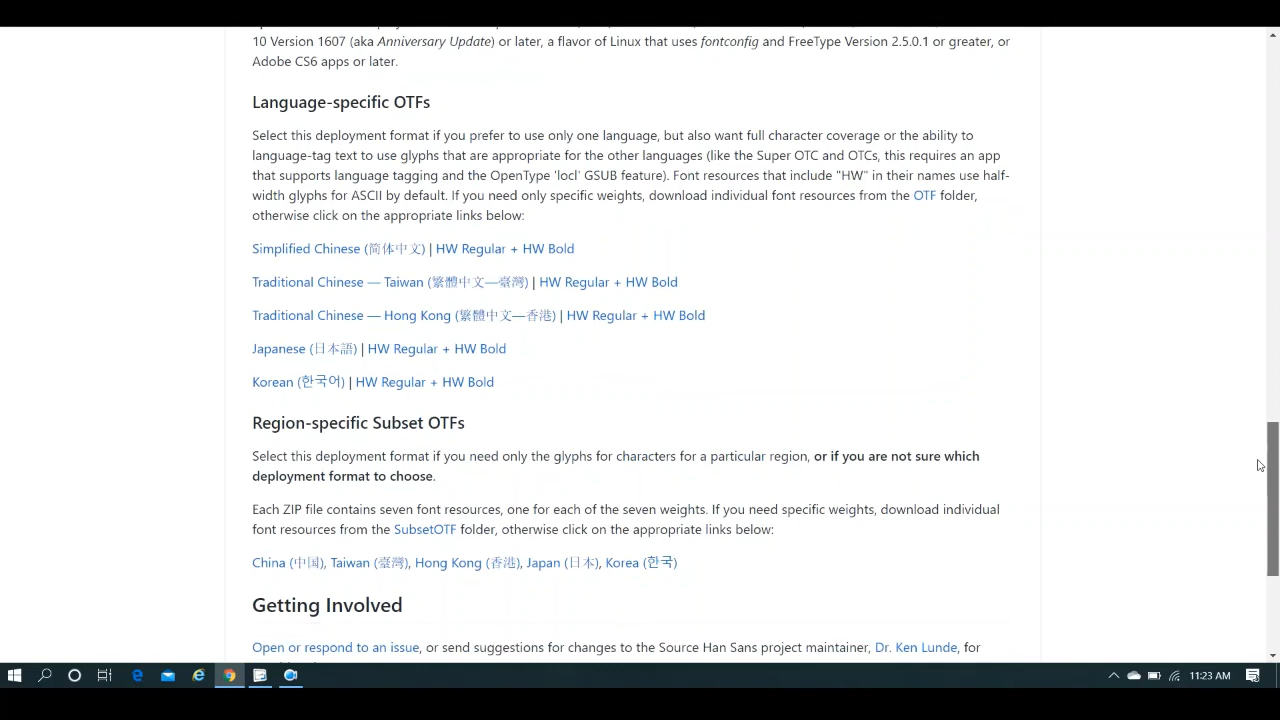 10 Version 1607 (aka Anniversary Update) or later, a flavor of Linux that uses fontconfig and FreeType Version 2.5.0.1 or greater, or
Adobe CS6 apps or later.
Language-specific OTFs
Select this deployment format if you prefer to use only one language, but also want full character coverage or the ability to
language-tag text to use glyphs that are appropriate for the other languages (like the Super OTC and OTCs, this requires an app
that supports language tagging and the OpenType 'locl' GSUB feature). Font resources that include "HW" in their names use half-
width glyphs for ASCII by default. If you need only specific weights, download individual font resources from the OTF folder,
otherwise click on the appropriate links below:
Simplified Chinese (简体中文) | HW Regular + HW Bold
Traditional Chinese — Taiwan (繁體中文—臺灣) | HW Regular + HW Bold
Traditional Chinese — Hong Kong (繁體中文—香港) | HW Regular + HW Bold
Japanese (日本語) | HW Regular + HW Bold
Korean (한국어) | HW Regular + HW Bold
Region-specific Subset OTFs
Select this deployment format if you need only the glyphs for characters for a particular region, or if you are not sure which
deployment format to choose.
Each ZIP file contains seven font resources, one for each of the seven weights. If you need specific weights, download individual
font resources from the SubsetOTF folder, otherwise click on the appropriate links below:
China (中国), Taiwan (臺灣), Hong Kong (香港), Japan (日本), Korea (한국)
Getting Involved
Open or respond to an issue, or send suggestions for changes to the Source Han Sans project maintainer, Dr. Ken Lunde, for
11:23 AM